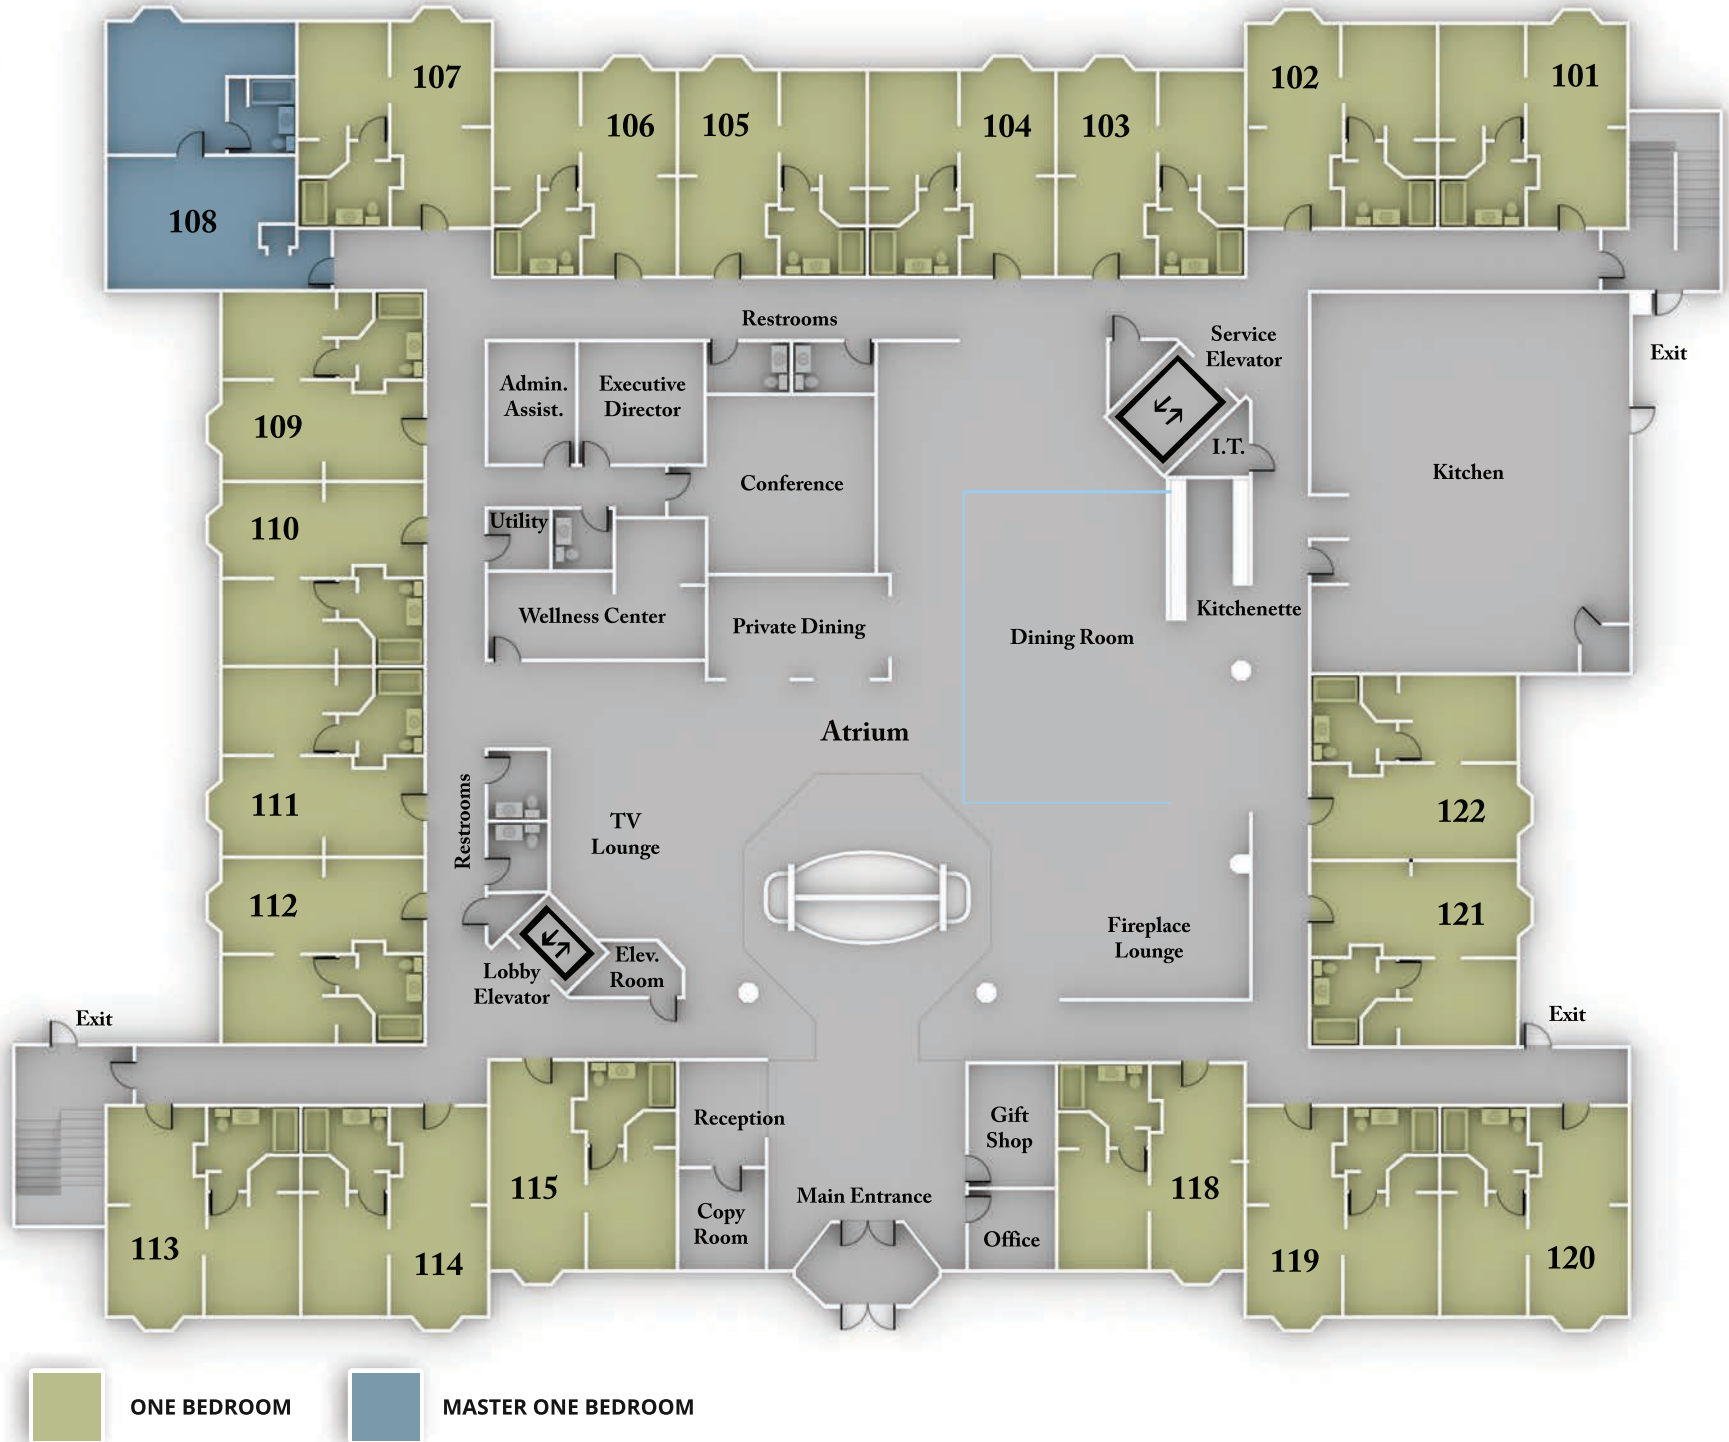 107
102
101
106
105
104
103
108
Restrooms
Service
Elevator
Exit
Admin.
Assist.
Executive
Director
109
I.T.
Kitchen
Conference
110
Utility
Kitchenette
Wellness Center
Private Dining
Dining Room
Atrium
111
Restrooms
TV
Lounge
122
112
121
Fireplace
Lounge
Elev.
Room
Lobby
Elevator
Exit
Exit
Reception
Gift
Shop
115
118
Main Entrance
Copy
Room
Office
113
114
119
120
ONE BEDROOM
MASTER ONE BEDROOM